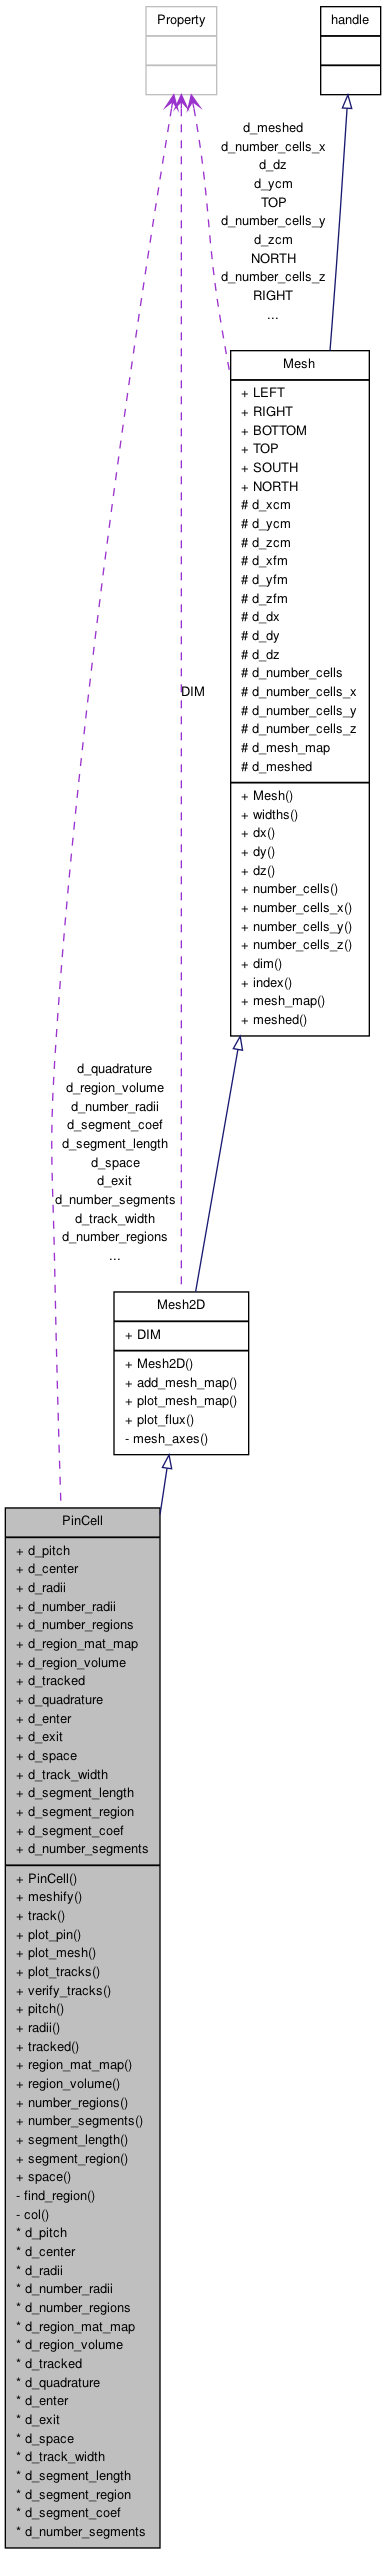 Property
handle
d_meshed
d_number_cells_x
d_dz
d_ycm
TOP
d_number_cells_y
d_zcm
NORTH
d_number_cells_z
RIGHT
...
Mesh
+ LEFT
+ RIGHT
+ BOTTOM
+ TOP
+ SOUTH
+ NORTH
# d_xcm
# d_ycm
# d_zcm
# d_xfm
# d_yfm
# d_zfm
# d_dx
# d_dy
# d_dz
# d_number_cells
# d_number_cells_x
# d_number_cells_y
# d_number_cells_z
# d_mesh_map
# d_meshed
+ Mesh()
+ widths()
+ dx()
+ dy()
+ dz()
+ number_cells()
+ number_cells_x()
+ number_cells_y()
+ number_cells_z()
+ dim()
+ index()
+ mesh_map()
+ meshed()
DIM
d_quadrature
d_region_volume
d_number_radii
d_segment_coef
d_segment_length
d_space
d_exit
d_number_segments
d_track_width
d_number_regions
...
Mesh2D
+ DIM
+ Mesh2D()
+ add_mesh_map()
+ plot_mesh_map()
+ plot_flux()
- mesh_axes()
PinCell
+ d_pitch
+ d_center
+ d_radii
+ d_number_radii
+ d_number_regions
+ d_region_mat_map
+ d_region_volume
+ d_tracked
+ d_quadrature
+ d_enter
+ d_exit
+ d_space
+ d_track_width
+ d_segment_length
+ d_segment_region
+ d_segment_coef
+ d_number_segments
+ PinCell()
+ meshify()
+ track()
+ plot_pin()
+ plot_mesh()
+ plot_tracks()
+ verify_tracks()
+ pitch()
+ radii()
+ tracked()
+ region_mat_map()
+ region_volume()
+ number_regions()
+ number_segments()
+ segment_length()
+ segment_region()
+ space()
- find_region()
- col()
* d_pitch
* d_center
* d_radii
* d_number_radii
* d_number_regions
* d_region_mat_map
* d_region_volume
* d_tracked
* d_quadrature
* d_enter
* d_exit
* d_space
* d_track_width
* d_segment_length
* d_segment_region
* d_segment_coef
* d_number_segments